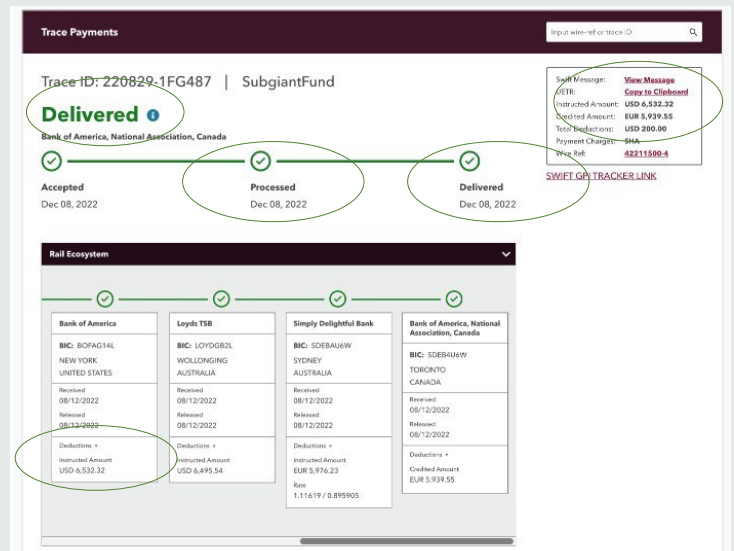 Trace Payments
Input wire-ref or trace ID
Trace ID: 220829-1FG487 | SubgiantFund
Delivered
Bank of America, National Association, Canada
Accepted
Dec 08, 2022
Processed
Dec 08, 2022
Delivered
Dec 08, 2022
Swift Message: View Message
UETR: Copy to Clipboard
Instructed Amount: USD 6,532.32
Credited Amount: EUR 5,939.55
Total Deductions: USD 200.00
Payment Charges: SHA
Wire Ref: 42211500-4
SWIFT GPI TRACKER LINK
Rail Ecosystem
Bank of America
BIC: BOFAG14L
NEW YORK
UNITED STATES
Received
08/12/2022
Released
08/12/2022
Deductions
Instructed Amount
USD 6,532.32
Loyds TSB
BIC: LOYDGB2L
WOLLONGING
AUSTRALIA
Received
08/12/2022
Released
08/12/2022
Deductions
Instructed Amount
USD 6,495.54
Simply Delightful Bank
BIC: SDEBAU6W
SYDNEY
AUSTRALIA
Received
08/12/2022
Released
08/12/2022
Deductions
Instructed Amount
EUR 5,976.23
Rate
1.11619 / 0.895905
Bank of America, National
Association, Canada
BIC: SDEB4U6W
TORONTO
CANADA
Received
08/12/2022
Released
08/12/2022
Deductions
Credited Amount
EUR 5,939.55